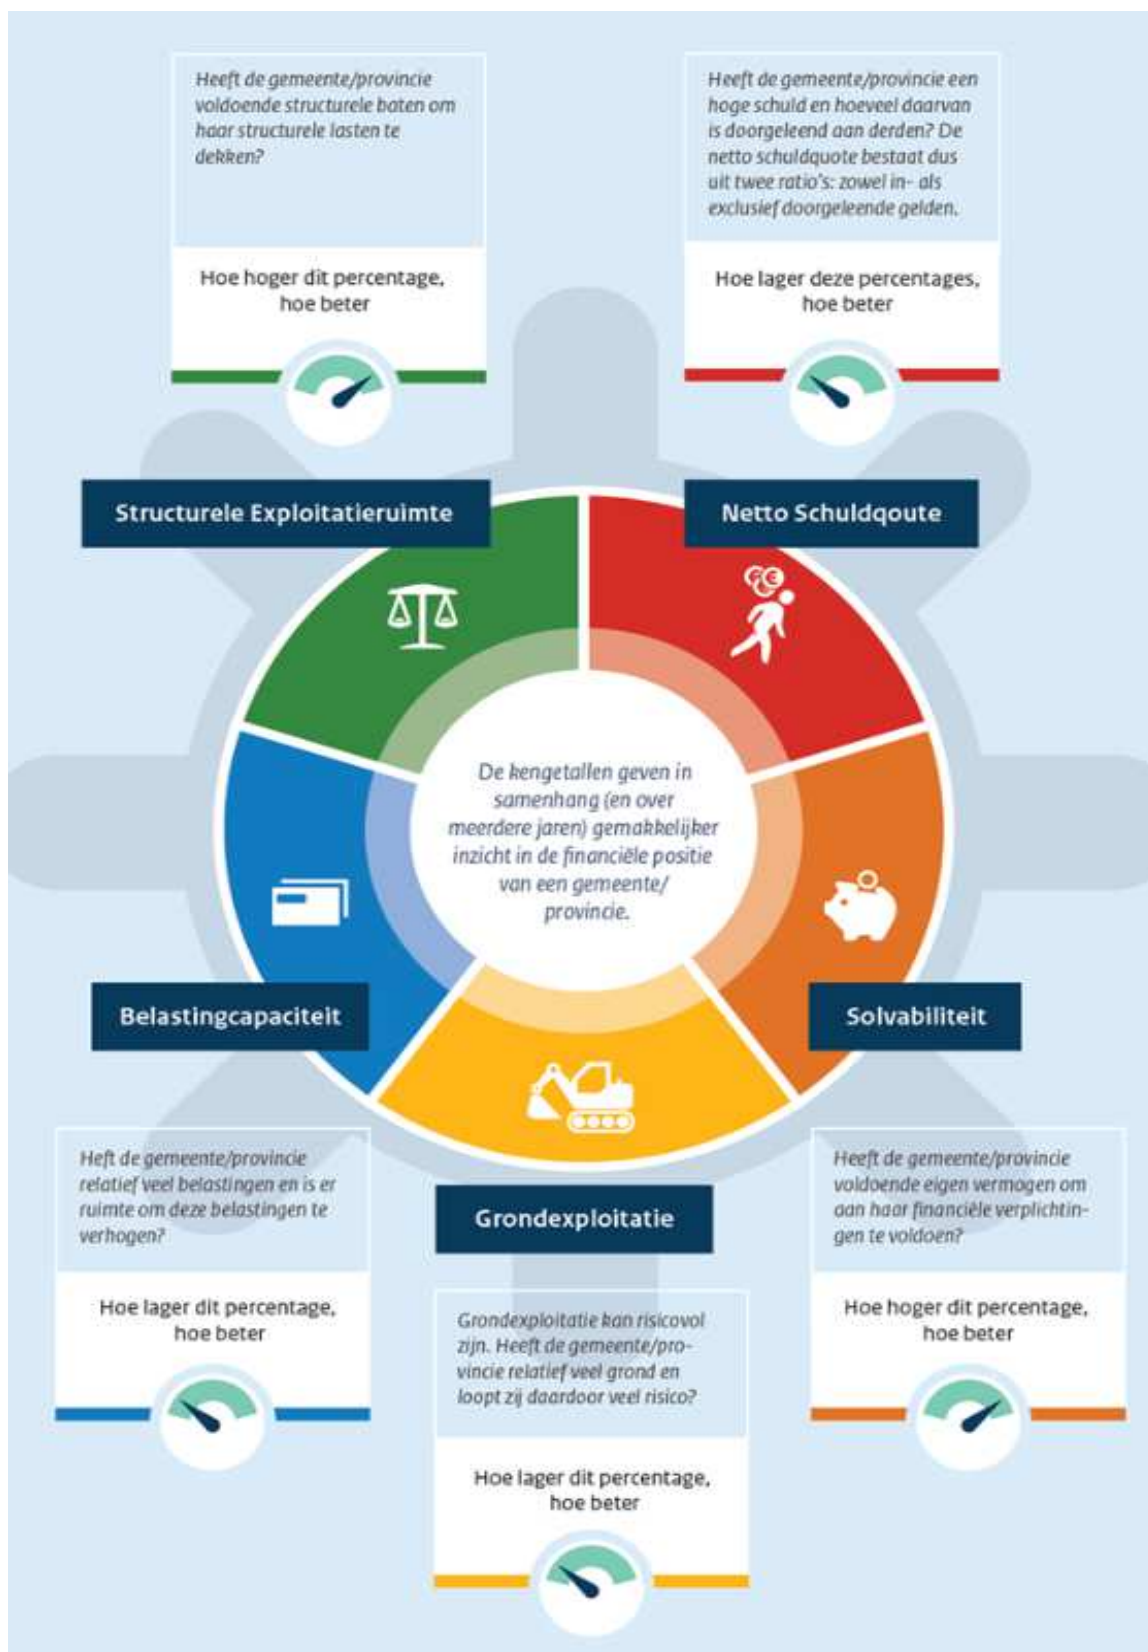 Heeft de gemeente/provincie
voldoende structurele baten om
haar structurele lasten te
dekken?
Hoe hoger dit percentage,
hoe beter
Heeft de gemeente/provincie een
hoge schuld en hoeveel daarvan
is doorgeleend aan derden? De
netto schuldquote bestaat dus
uit twee ratio's: zowel in- als
exclusief doorgeleende gelden.
Hoe lager deze percentages,
hoe beter
Structurele Exploitatieruimte
Netto Schuldqoute
De kengetallen geven in
samenhang (en over
meerdere jaren) gemakkelijker
inzicht in de financiële positie
van een gemeente/
provincie.
Belastingcapaciteit
Solvabiliteit
Heft de gemeente/provincie
relatief veel belastingen en is er
ruimte om deze belastingen te
verhogen?
Hoe lager dit percentage,
hoe beter
Grondexploitatie
Grondexploitatie kan risicovol
zijn. Heeft de gemeente/pro-
vincie relatief veel grond en
loopt zij daardoor veel risico?
Hoe lager dit percentage,
hoe beter
Heeft de gemeente/provincie
voldoende eigen vermogen om
aan haar financiële verplichtin-
gen te voldoen?
Hoe hoger dit percentage,
hoe beter